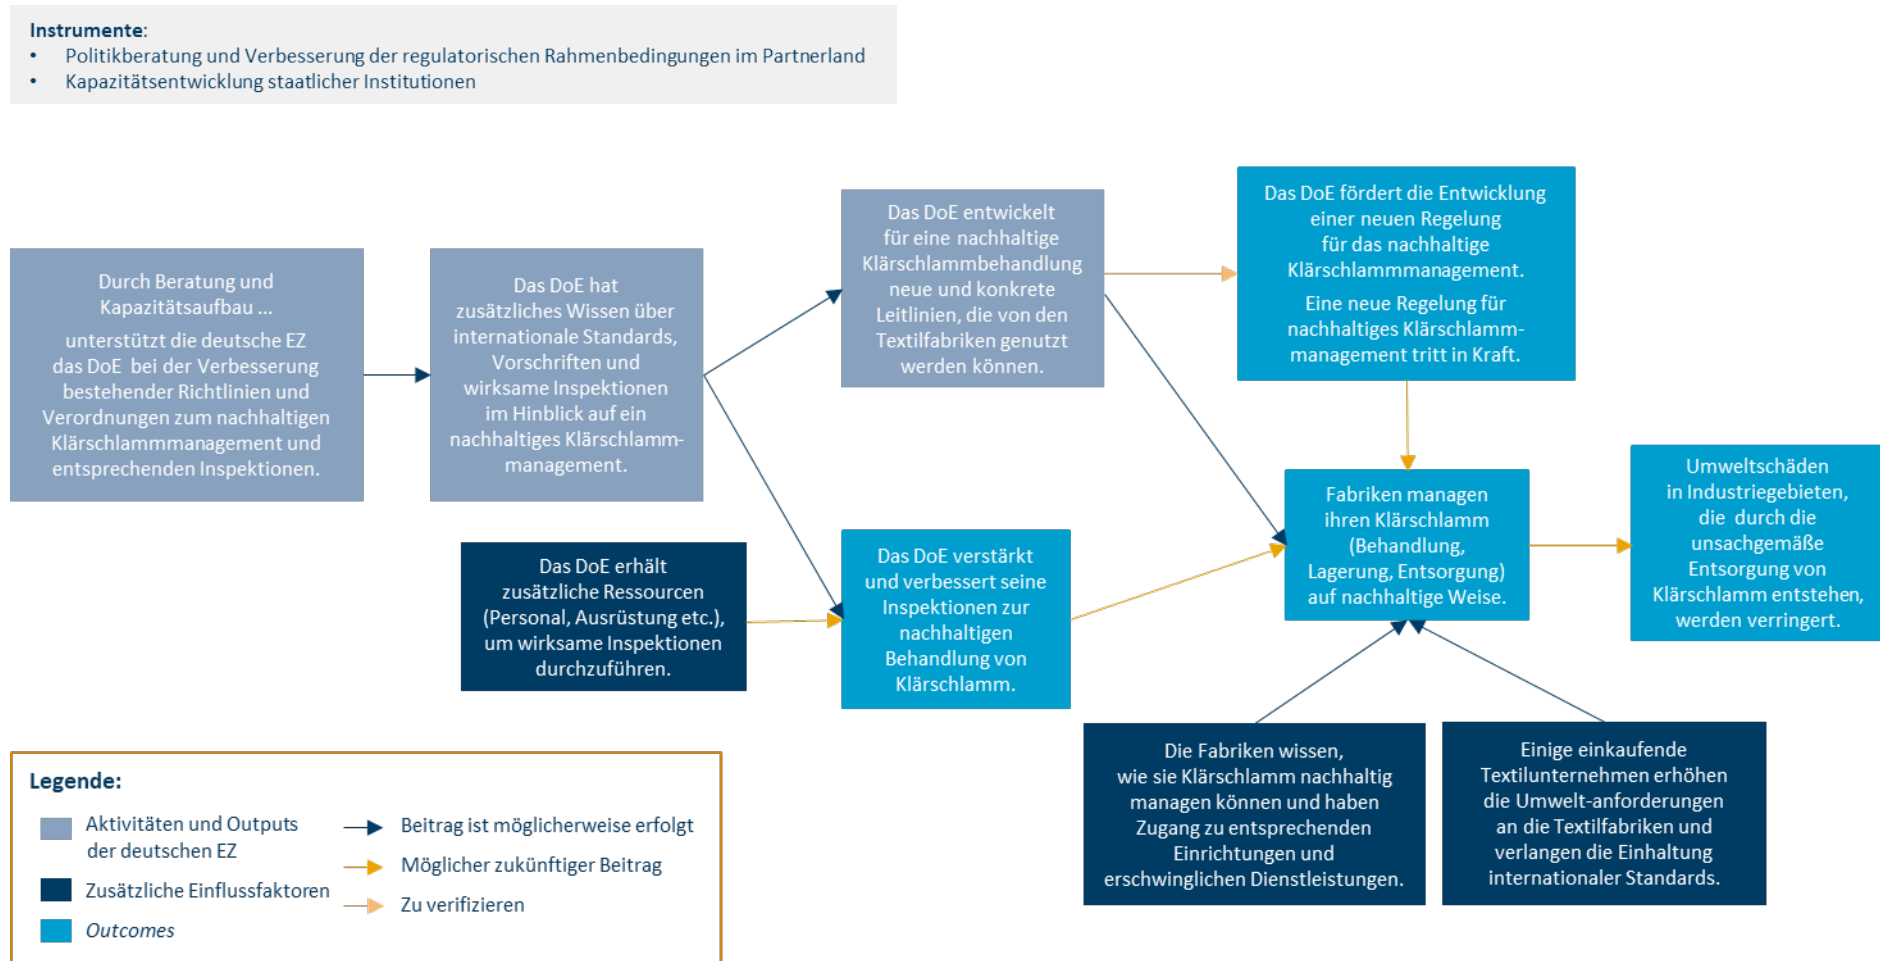 Instrumente:
• Politikberatung und Verbesserung der regulatorischen Rahmenbedingungen im Partnerland
• Kapazitätsentwicklung staatlicher Institutionen
Durch Beratung und
Kapazitätsaufbau ...
unterstützt die deutsche EZ
das DoE bei der Verbesserung
bestehender Richtlinien und
Verordnungen zum nachhaltigen
Klärschlammmanagement und
entsprechenden Inspektionen.
Das DoE hat
zusätzliches Wissen über
internationale Standards,
Vorschriften und
wirksame Inspektionen
im Hinblick auf ein
nachhaltiges Klärschlamm-
management.
Das DoE entwickelt
für eine nachhaltige
Klärschlammbehandlung
neue und konkrete
Leitlinien, die von den
Textilfabriken genutzt
werden können.
Das DoE fördert die Entwicklung
einer neuen Regelung
für das nachhaltige
Klärschlammmanagement.
Eine neue Regelung für
nachhaltiges Klärschlamm-
management tritt in Kraft.
Das DoE erhält
zusätzliche Ressourcen
(Personal, Ausrüstung etc.),
um wirksame Inspektionen
durchzuführen.
Das DoE verstärkt
und verbessert seine
Inspektionen zur
nachhaltigen
Behandlung von
Klärschlamm.
Fabriken managen
ihren Klärschlamm
(Behandlung,
Lagerung, Entsorgung)
auf nachhaltige Weise.
Umweltschäden
in Industriegebieten,
die durch die
unsachgemäße
Entsorgung von
Klärschlamm entstehen,
werden verringert.
Die Fabriken wissen,
wie sie Klärschlamm nachhaltig
managen können und haben
Zugang zu entsprechenden
Einrichtungen und
erschwinglichen Dienstleistungen.
Einige einkaufende
Textilunternehmen erhöhen
die Umwelt-anforderungen
an die Textilfabriken und
verlangen die Einhaltung
internationaler Standards.
Legende:
Aktivitäten und Outputs
der deutschen EZ
Zusätzliche Einflussfaktoren
Outcomes
Beitrag ist möglicherweise erfolgt
Möglicher zukünftiger Beitrag
Zu verifizieren